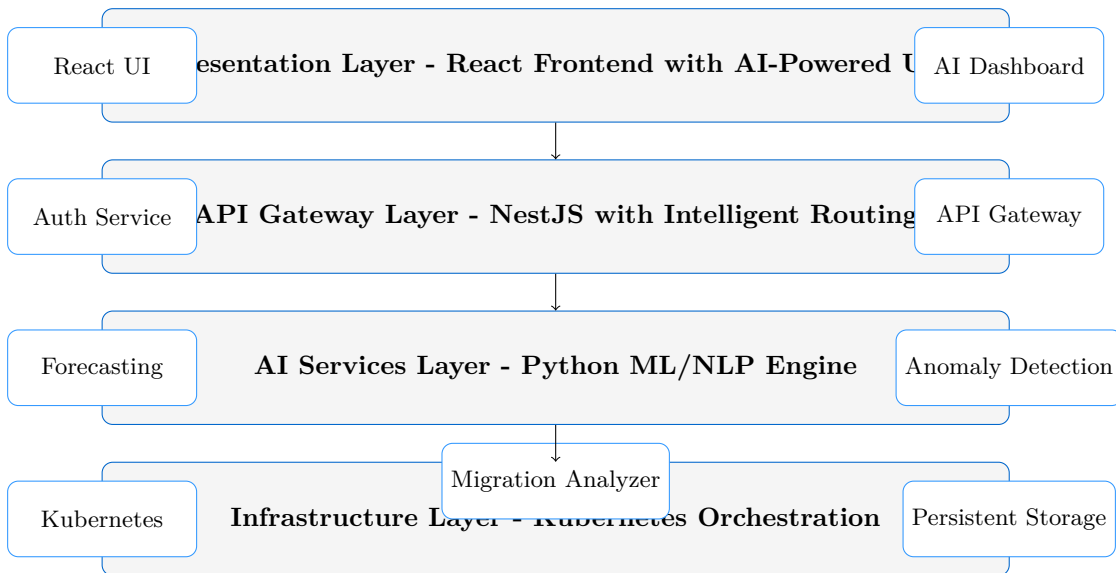 React UI
esentation Layer - React Frontend with AI-Powered U
AI Dashboard
Auth Service
API Gateway Layer - NestJS with Intelligent Routing
API Gateway
Forecasting
AI Services Layer - Python ML/NLP Engine
Anomaly Detection
Migration Analyzer
Kubernetes
Infrastructure Layer - Kubernetes Orchestration
Persistent Storage